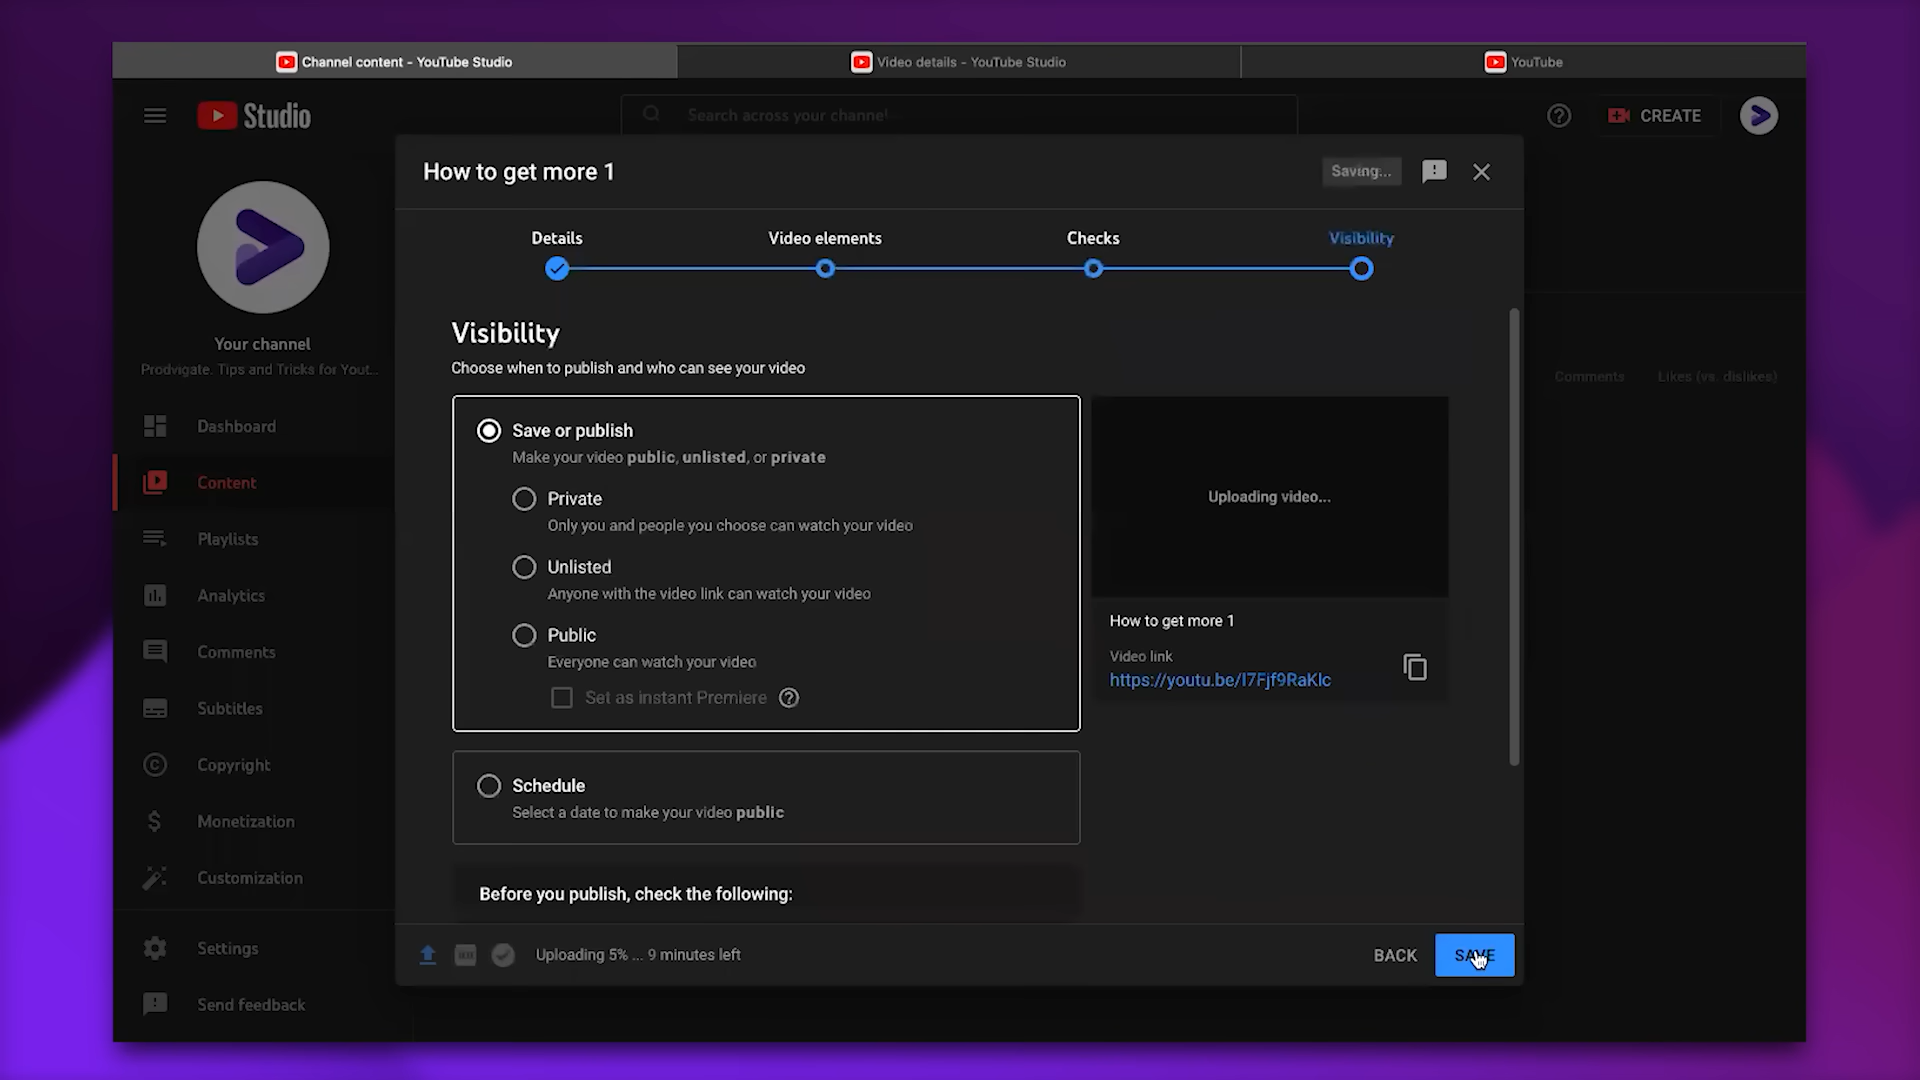 Channel content - YouTube Studio
Video details - YouTube Studio
YouTube
Studio
Search across your channel
CREATE
How to get more 1
Saving...
Details
Video elements
Checks
Visibility
Your channel
Prodvigate. Tips and Tricks for Yout...
Dashboard
Content
Playlists
Analytics
Comments
Subtitles
Copyright
Monetization
Customization
Settings
Send feedback
Visibility
Choose when to publish and who can see your video
Save or publish
Make your video public, unlisted, or private
Private
Only you and people you choose can watch your video
Unlisted
Anyone with the video link can watch your video
Public
Everyone can watch your video
Set as instant Premiere
Schedule
Select a date to make your video public
Before you publish, check the following:
Uploading video...
How to get more 1
Video link
https://youtu.be/I7Fjf9RaKlc
Comments
Likes (vs. dislikes)
Uploading 5% ... 9 minutes left
BACK
SAVE